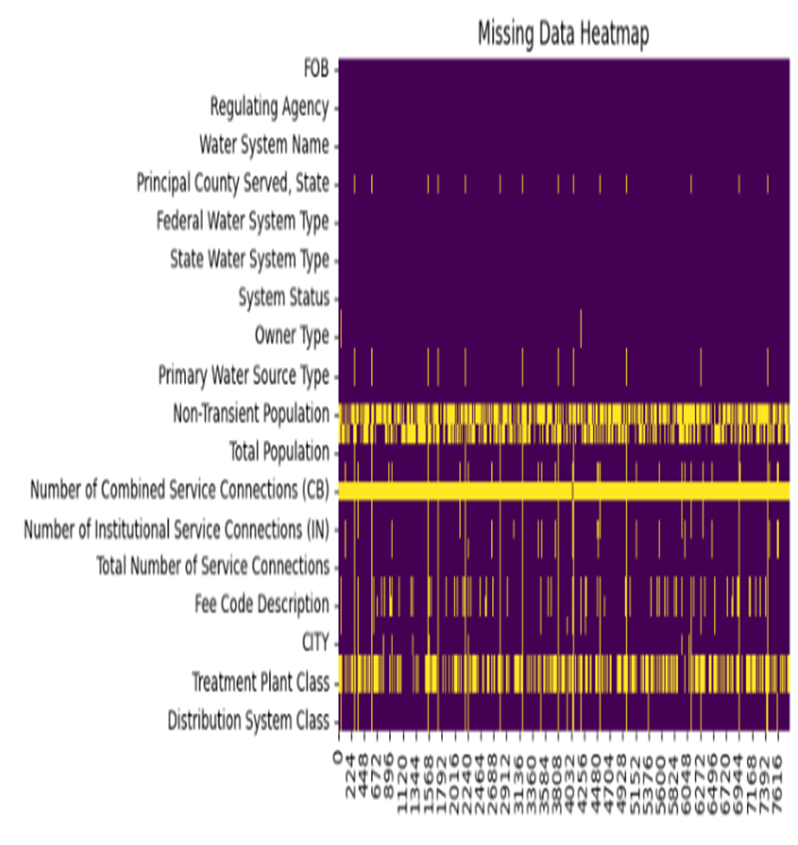 Missing Data Heatmap
FOB
Regulating Agency
Water System Name
Principal County Served, State
Federal Water System Type
State Water System Type
System Status
Owner Type
Primary Water Source Type
Non-Transient Population
Total Population
Number of Combined Service Connections (CB)
Number of Institutional Service Connections (IN)
Total Number of Service Connections
Fee Code Description
CITY
Treatment Plant Class
Distribution System Class
0
224
448
672
896
1120
1344
1568
1792
2016
2240
2464
2688
2912
3136
3360
3584
3808
4032
4256
4480
4704
4928
5152
5376
5600
5824
6048
6272
6496
6720
6944
7168
7392
7616